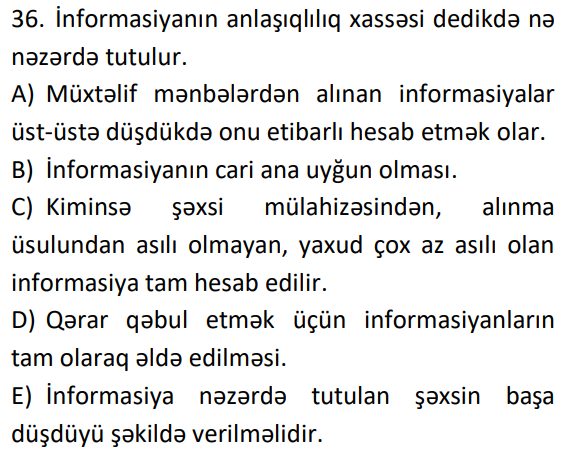 36. İnformasiyanın anlaşıqlılıq xassəsi dedikdə nə
nəzərdə tutulur.
A) Müxtəlif mənbələrdən alınan informasiyalar
üst-üstə düşdükdə onu etibarlı hesab etmək olar.
B) İnformasiyanın cari ana uyğun olması.
C) Kiminsə şəxsi mülahizəsindən, alınma
üsulundan asılı olmayan, yaxud çox az asılı olan
informasiya tam hesab edilir.
D) Qərar qəbul etmək üçün informasiyanların
tam olaraq əldə edilməsi.
E) İnformasiya nəzərdə tutulan şəxsin başa
düşdüyü şəkildə verilməlidir.